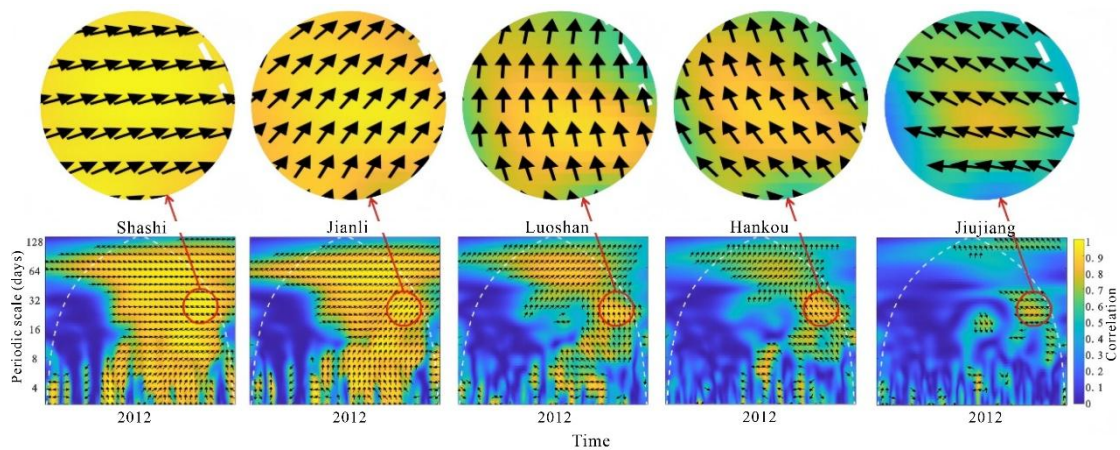 Shashi
Jianli
Luoshan
Hankou
Jiujiang
Periodic scale (days)
128
64
32
16
8
4
1
0.9
0.8
0.7
0.6
0.5
0.4
0.3
0.2
0.1
0
Correlation
2012
2012
2012
2012
2012
Time